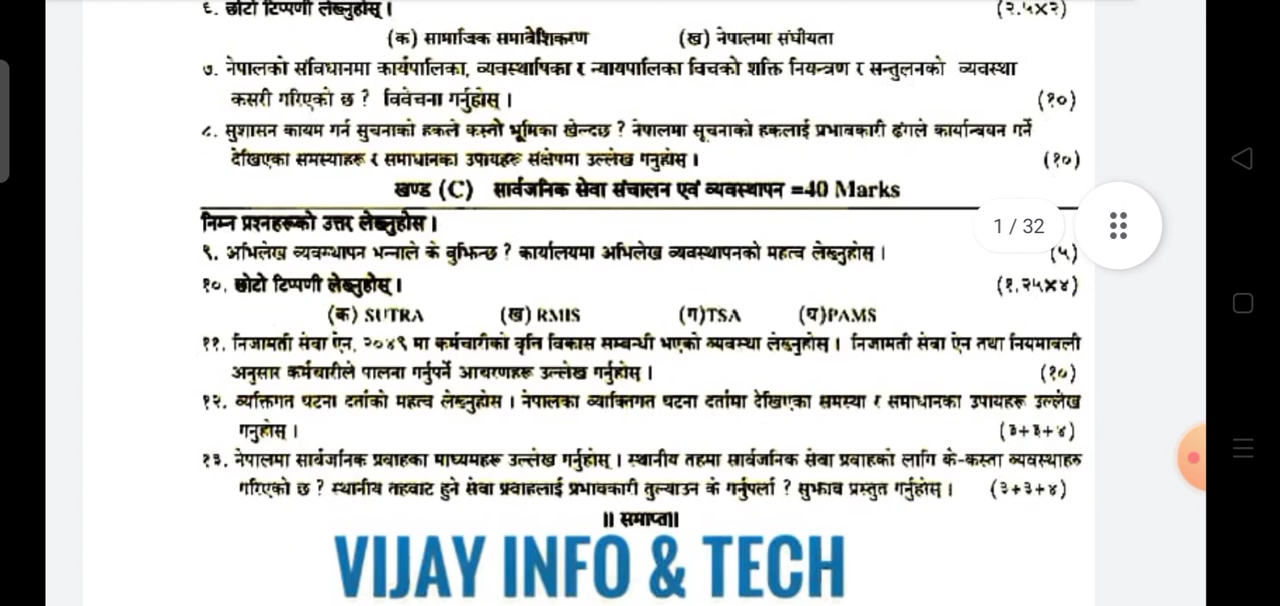 ६. छोटो टिप्पणी लेख्नुहोस् । (२.५×२)
(क) सामाजिक समावेशिकरण (ख) नेपालमा संघीयता
७. नेपालको संविधानमा कार्यपालिका, व्यवस्थापिका र न्यायपालिका विचको शक्ति नियन्त्रण र सन्तुलनको व्यवस्था
कसरी गरिएको छ ? विवेचना गर्नुहोस् । (१०)
८. सुशासन कायम गर्न सुचनाको हकले कस्तो भूमिका खेल्दछ ? नेपालमा सूचनाको हकलाई प्रभावकारी ढंगले कार्यान्वयन गर्ने
देखिएका समस्याहरू र समाधानका उपायहरू संक्षेपमा उल्लेख गनुहोस् । (१०)
खण्ड (C) सार्वजनिक सेवा संचालन एवं व्यवस्थापन =40 Marks
निम्न प्रश्नहरूको उत्तर लेख्नुहोस् ।
1 / 32
९. अभिलेख व्यवस्थापन भन्नाले के बुझिन्छ ? कार्यालयमा अभिलेख व्यवस्थापनको महत्व लेख्नुहोस् । (५)
१०. छोटो टिप्पणी लेख्नुहोस् । (१.२५×४)
(क) SUTRA (ख) RMIS (ग)TSA (घ)PAMS
११. निजामती सेवा ऐन, २०४९ मा कर्मचारीको वृत्ति विकास सम्बन्धी भएको व्यवस्था लेख्नुहोस् । निजामती सेवा ऐन तथा नियमावली
अनुसार कर्मचारीले पालना गर्नुपर्ने आचरणहरू उल्लेख गर्नुहोस् । (१०)
१२. व्यक्तिगत घटना दर्ताको महत्व लेख्नुहोस । नेपालका व्याक्तिगत घटना दर्तामा देखिएका समस्या र समाधानका उपायहरू उल्लेख
गनुहोस् । (३+३+४)
१३. नेपालमा सार्वजनिक प्रवाहका माध्यमहरू उल्लेख गर्नुहोस् । स्थानीय तहमा सार्वजनिक सेवा प्रवाहको लागि के-कस्ता व्यवस्थाहरु
गरिएको छ ? स्थानीय तहवाट हुने सेवा प्रवाहलाई प्रभावकारी तुल्याउन के गर्नुपर्ला ? सुझाव प्रस्तुत गर्नुहोस् । (३+३+४)
॥ समाप्त॥
VIJAY INFO & TECH